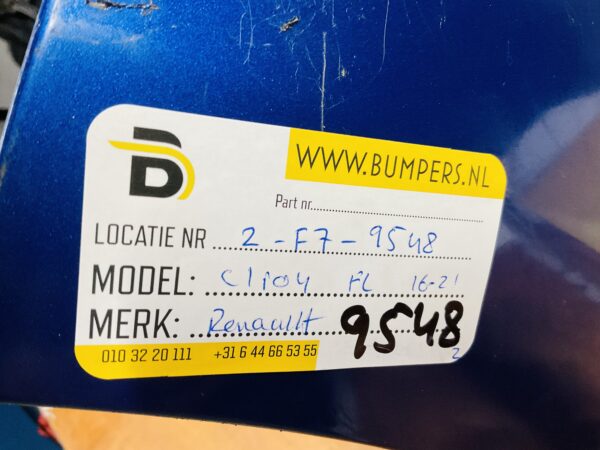 WWW.BUMPERS.NL
Part nr.
LOCATIE NR 2-F7-9548
MODEL: Clio4 FL 16-21
MERK: Renault 9548
2
010 32 20 111 +31 6 44 66 53 55